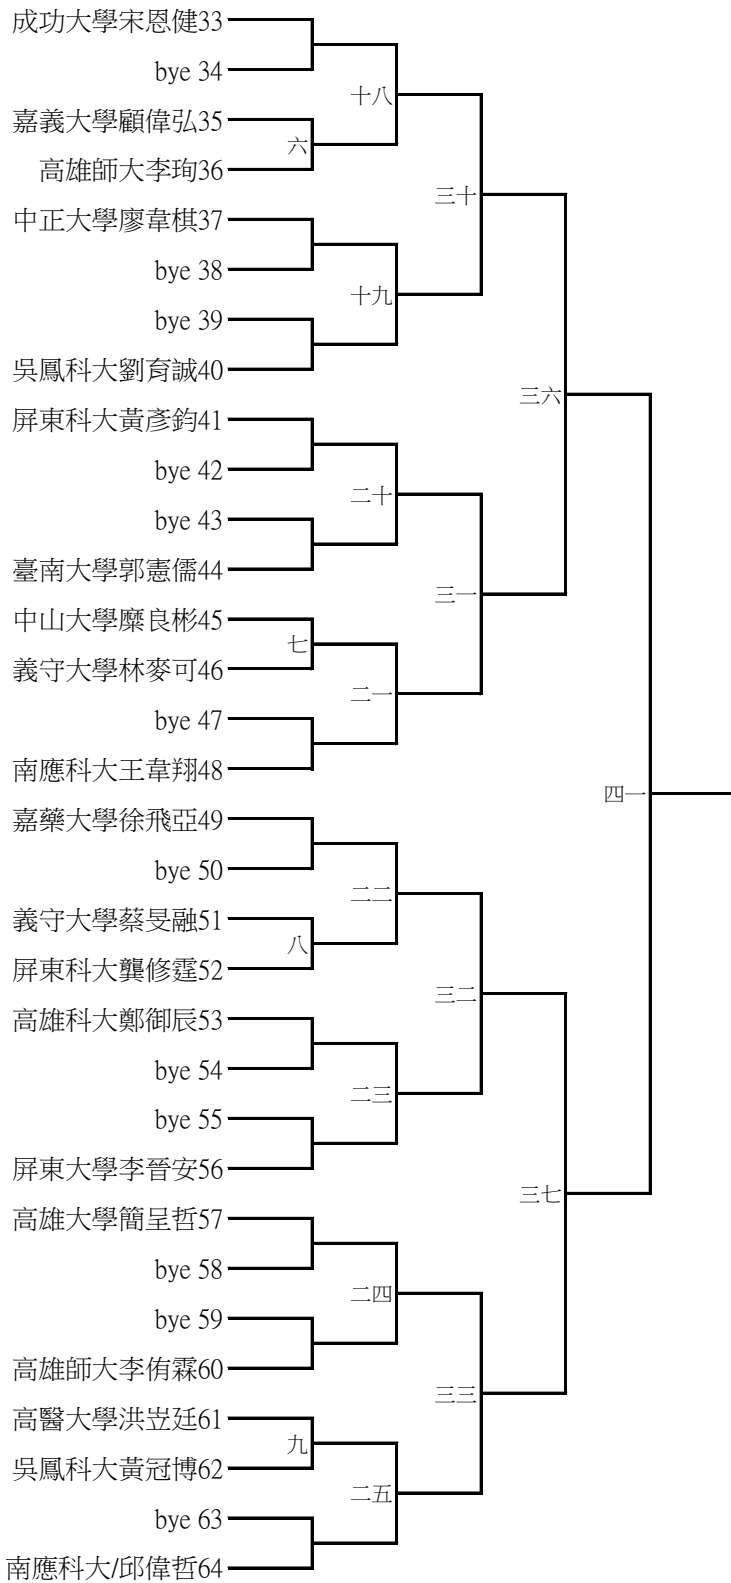 成功大學宋恩健33
bye 34
十八
嘉義大學顧偉弘35
六
高雄師大李珣36
三十
中正大學廖韋棋37
bye 38
十九
bye 39
吳鳳科大劉育誠40
三六
屏東科大黃彥鈞41
bye 42
二十
bye 43
臺南大學郭憲儒44
三一
中山大學糜良彬45
七
義守大學林麥可46
二一
bye 47
南應科大王韋翔48
四一
嘉藥大學徐飛亞49
bye 50
二二
義守大學蔡旻融51
八
屏東科大龔修霆52
三二
高雄科大鄭御辰53
bye 54
二三
bye 55
屏東大學李晉安56
三七
高雄大學簡呈哲57
bye 58
二四
bye 59
高雄師大李侑霖60
三三
高醫大學洪岦廷61
九
吳鳳科大黃冠博62
二五
bye 63
南應科大/邱偉哲64